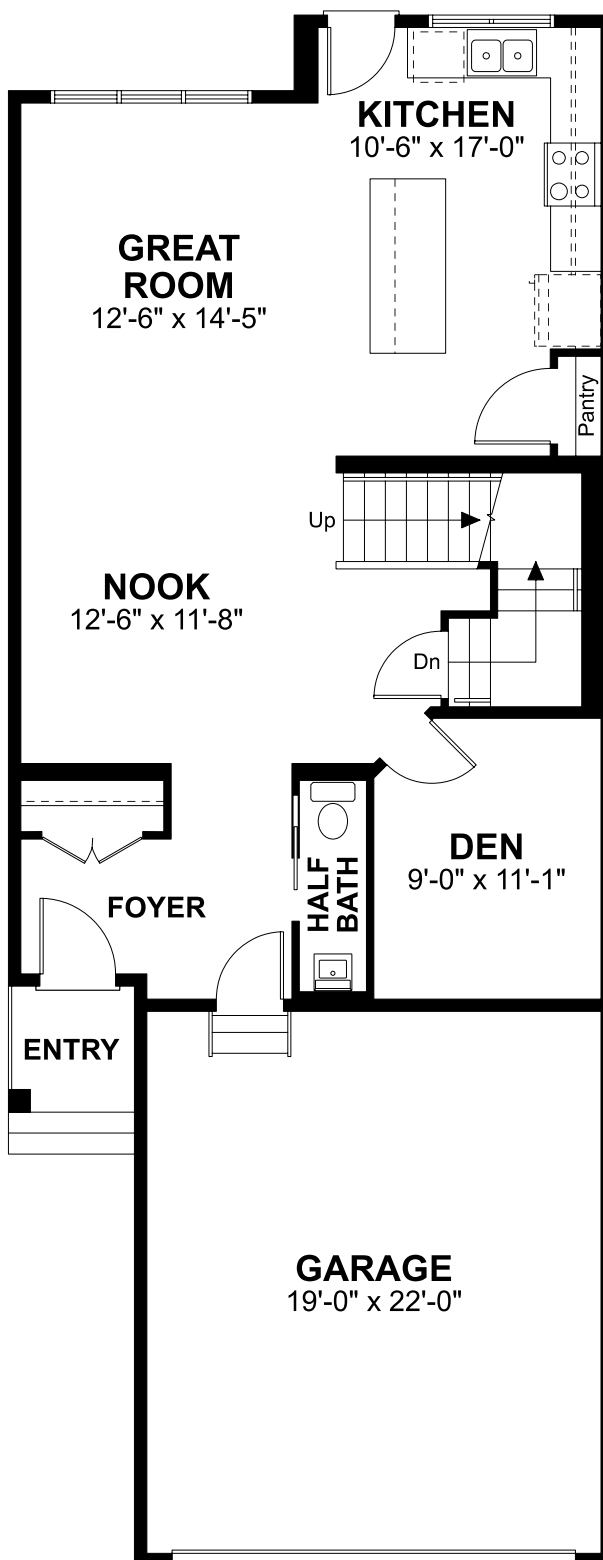 KITCHEN
10'-6" x 17'-0"
GREAT
ROOM
12'-6" x 14'-5"
Pantry
Up
NOOK
12'-6" x 11'-8"
Dn
DEN
9'-0" x 11'-1"
HALF
BATH
FOYER
ENTRY
GARAGE
19'-0" x 22'-0"